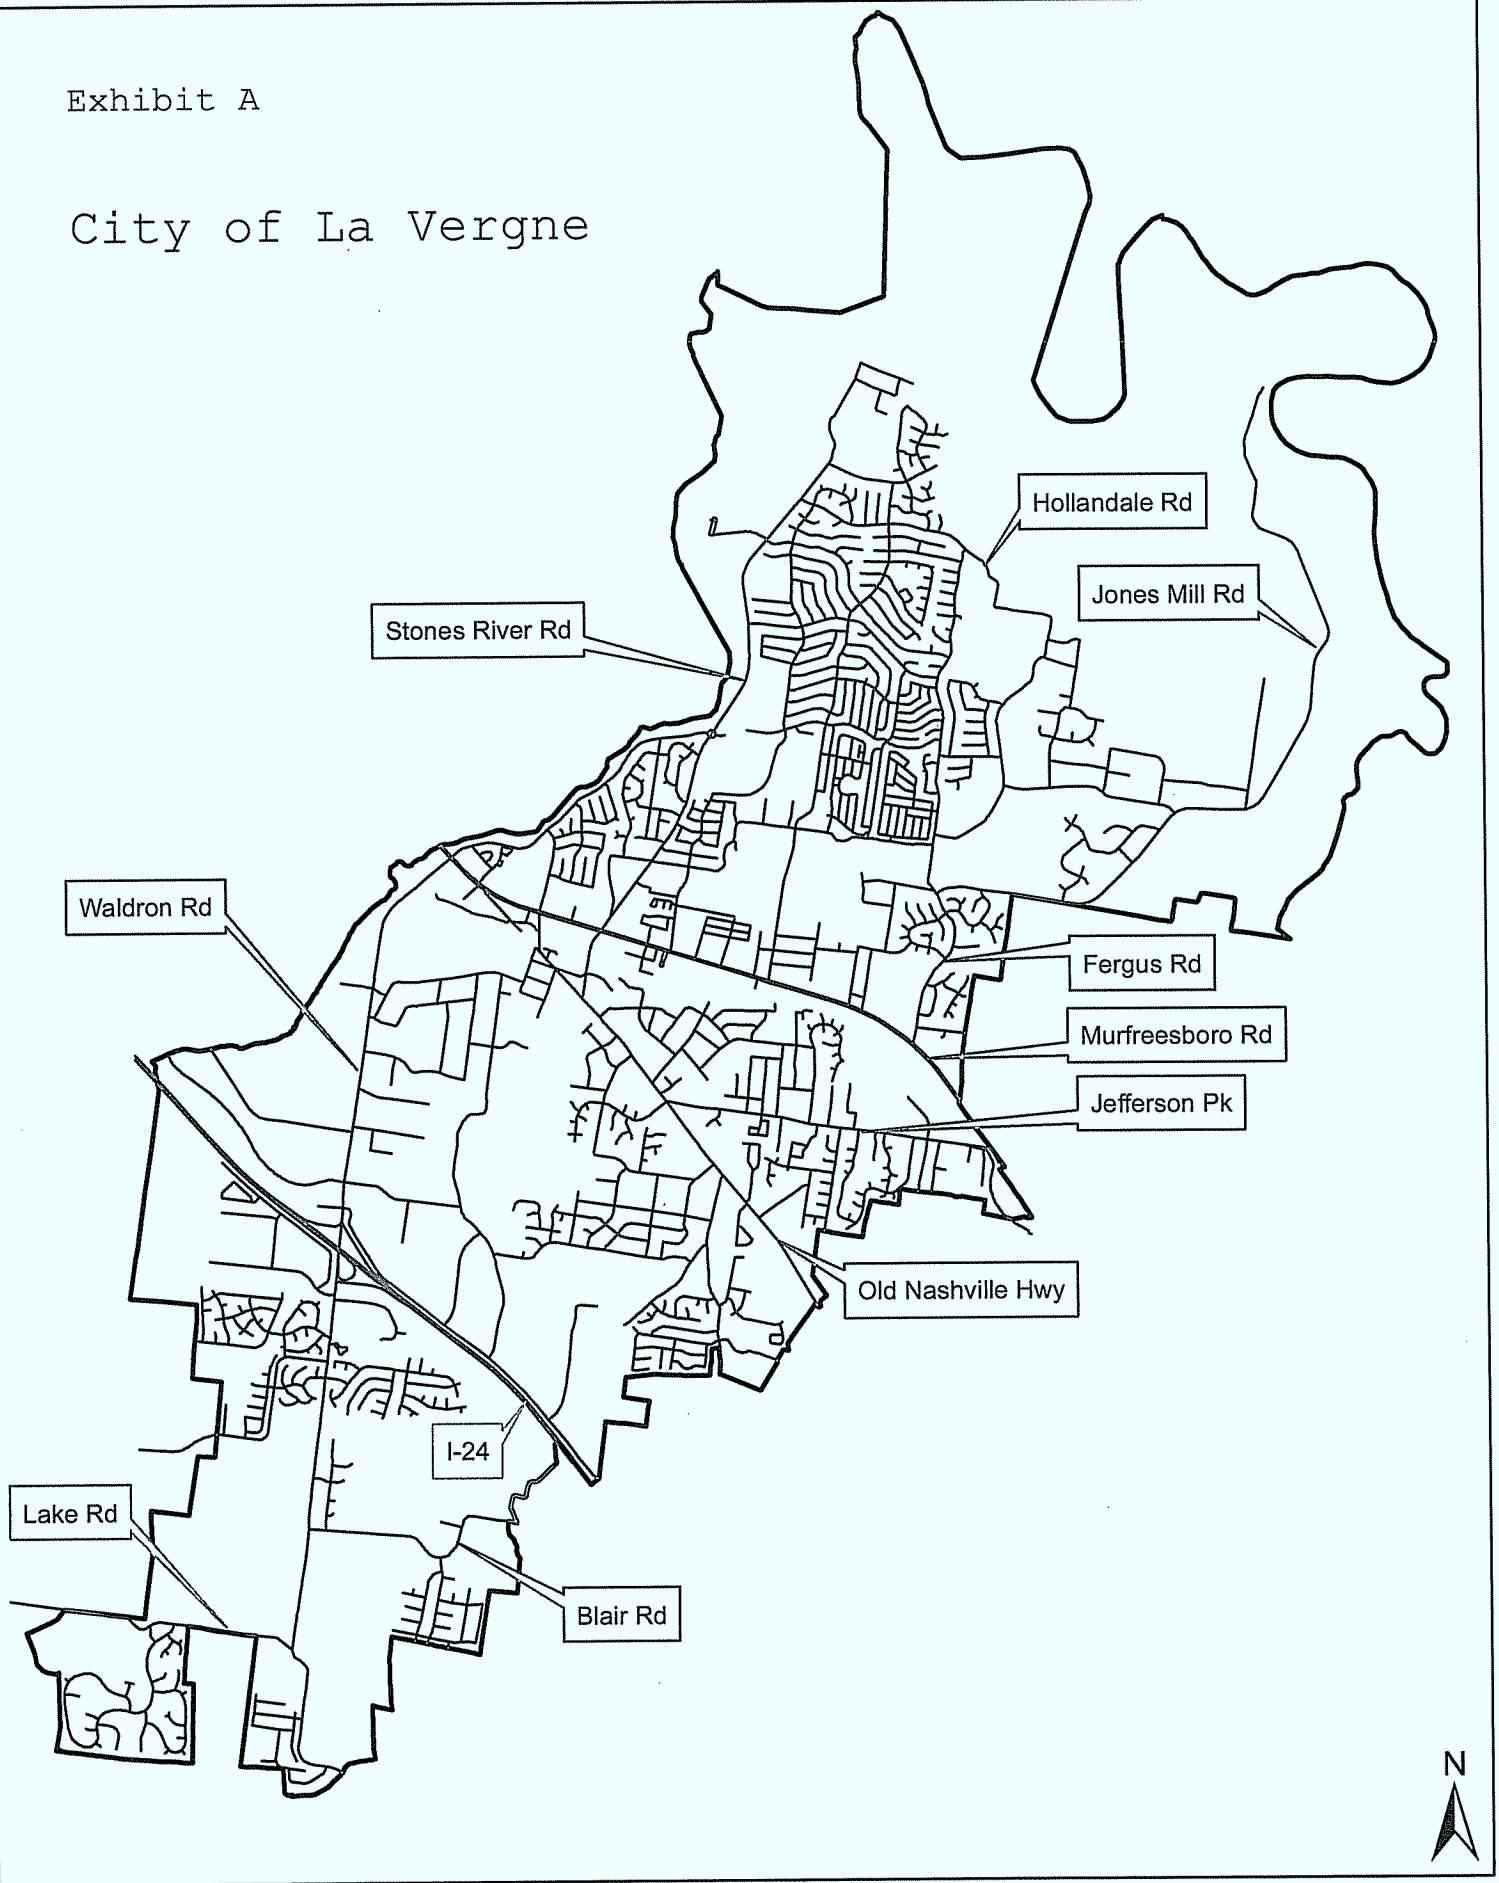 Exhibit A
City of La Vergne
Hollandale Rd
Jones Mill Rd
Stones River Rd
Waldron Rd
Fergus Rd
Murfreesboro Rd
Jefferson Pk
Old Nashville Hwy
I-24
Lake Rd
Blair Rd
N